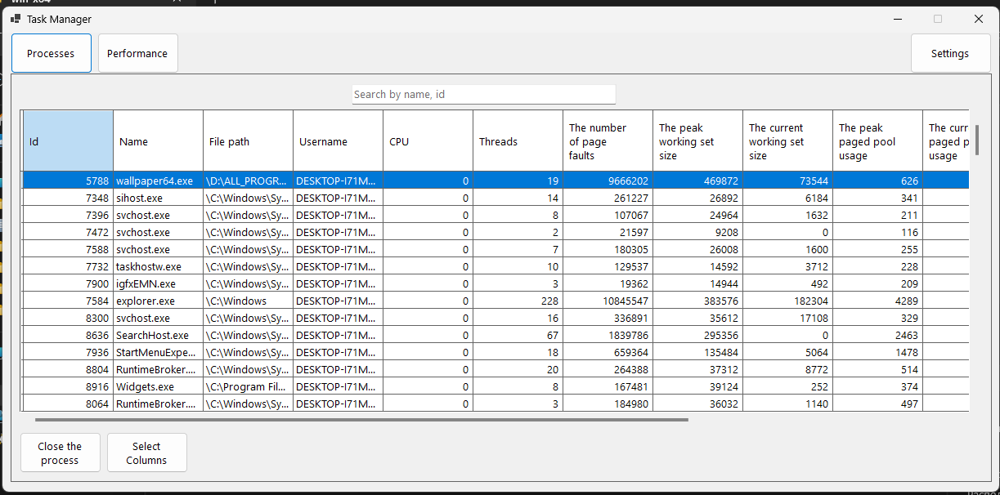 win-x64
Task Manager
Processes Performance Settings
Search by name, id
Id Name File path Username CPU Threads The number of page faults The peak working set size The current working set size The peak paged pool usage The curr paged p usage
5788 wallpaper64.exe \D:\ALL_PROGR... DESKTOP-I71M... 0 19 9666202 469872 73544 626
7348 sihost.exe \C:\Windows\Sy... DESKTOP-I71M... 0 14 261227 26892 6184 341
7396 svchost.exe \C:\Windows\Sy... DESKTOP-I71M... 0 8 107067 24964 1632 211
7472 svchost.exe \C:\Windows\Sy... DESKTOP-I71M... 0 2 21597 9208 0 116
7588 svchost.exe \C:\Windows\Sy... DESKTOP-I71M... 0 7 180305 26008 1600 255
7732 taskhostw.exe \C:\Windows\Sy... DESKTOP-I71M... 0 10 129537 14592 3712 228
7900 igfxEMN.exe \C:\Windows\Sy... DESKTOP-I71M... 0 3 19362 14944 492 209
7584 explorer.exe \C:\Windows DESKTOP-I71M... 0 228 10845547 383576 182304 4289
8300 svchost.exe \C:\Windows\Sy... DESKTOP-I71M... 0 16 336891 35612 17108 329
8636 SearchHost.exe \C:\Windows\Sy... DESKTOP-I71M... 0 67 1839786 295356 0 2463
7936 StartMenuExpe... \C:\Windows\Sy... DESKTOP-I71M... 0 18 659364 135484 5064 1478
8804 RuntimeBroker.... \C:\Windows\Sy... DESKTOP-I71M... 0 20 264388 37312 8772 514
8916 Widgets.exe \C:\Program Fil... DESKTOP-I71M... 0 8 167481 39124 252 374
8064 RuntimeBroker.... \C:\Windows\Sy... DESKTOP-I71M... 0 3 184980 36032 1140 497
Close the process Select Columns